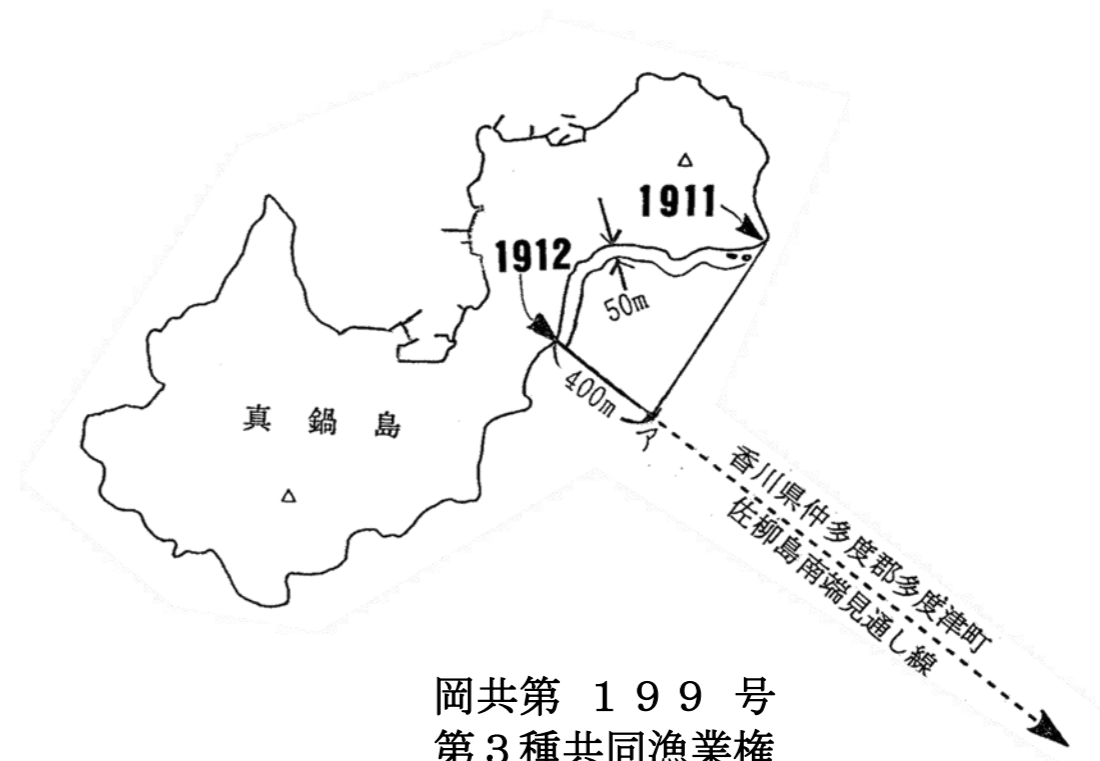 1911
1912
50m
400m
ア
真鍋島
香川県仲多度郡多度津町
佐柳島南端見通し線
岡共第 １９９ 号
第３種共同漁業権